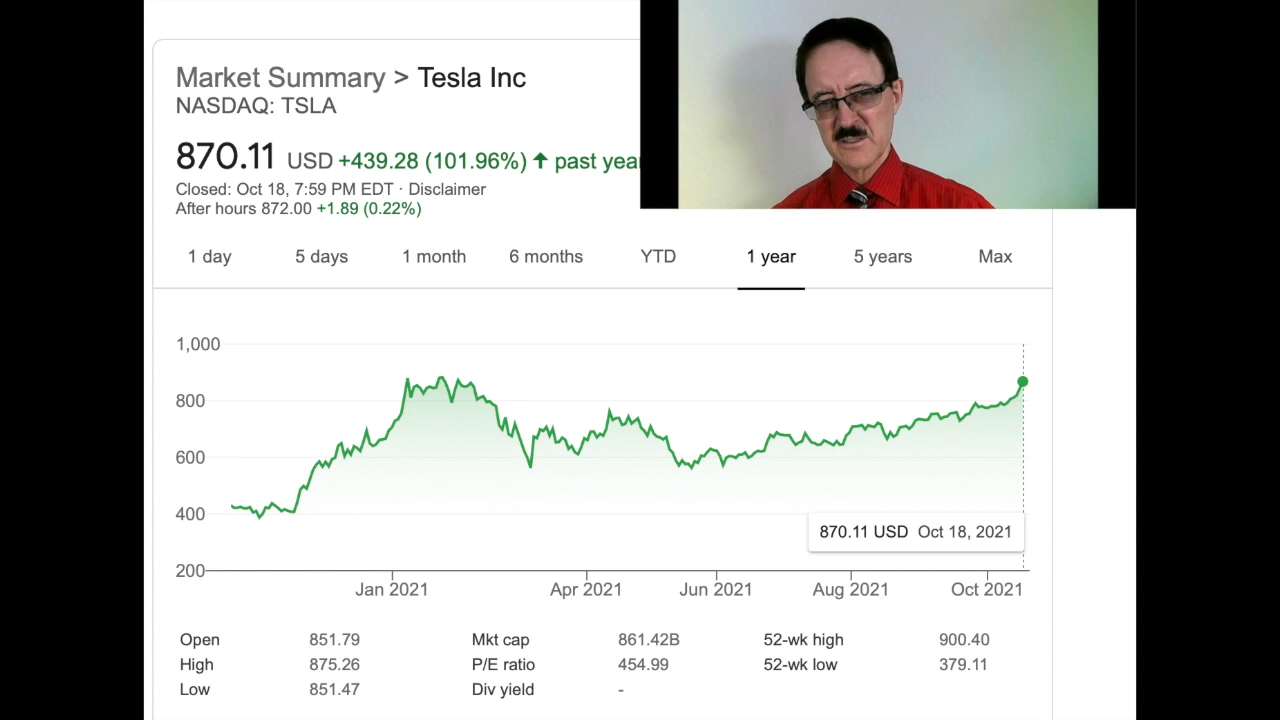 Market Summary > Tesla Inc
NASDAQ: TSLA
870.11 USD +439.28 (101.96%) ↑ past year
Closed: Oct 18, 7:59 PM EDT · Disclaimer
After hours 872.00 +1.89 (0.22%)
1 day 5 days 1 month 6 months YTD 1 year 5 years Max
1,000
800
600
400
200
870.11 USD Oct 18, 2021
Jan 2021 Apr 2021 Jun 2021 Aug 2021 Oct 2021
Open 851.79 Mkt cap 861.42B 52-wk high 900.40
High 875.26 P/E ratio 454.99 52-wk low 379.11
Low 851.47 Div yield -